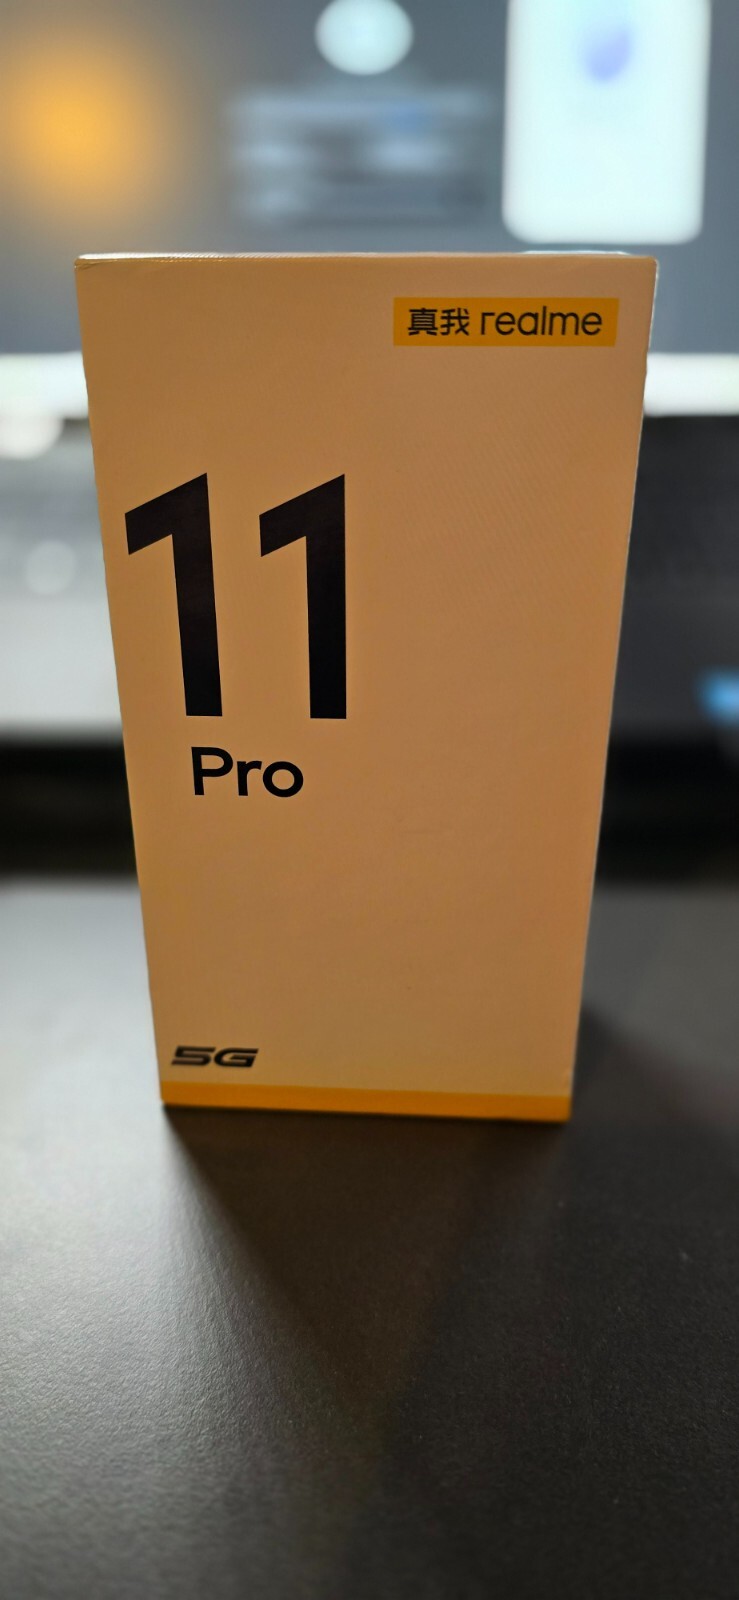 真我 realme
11
Pro
5G